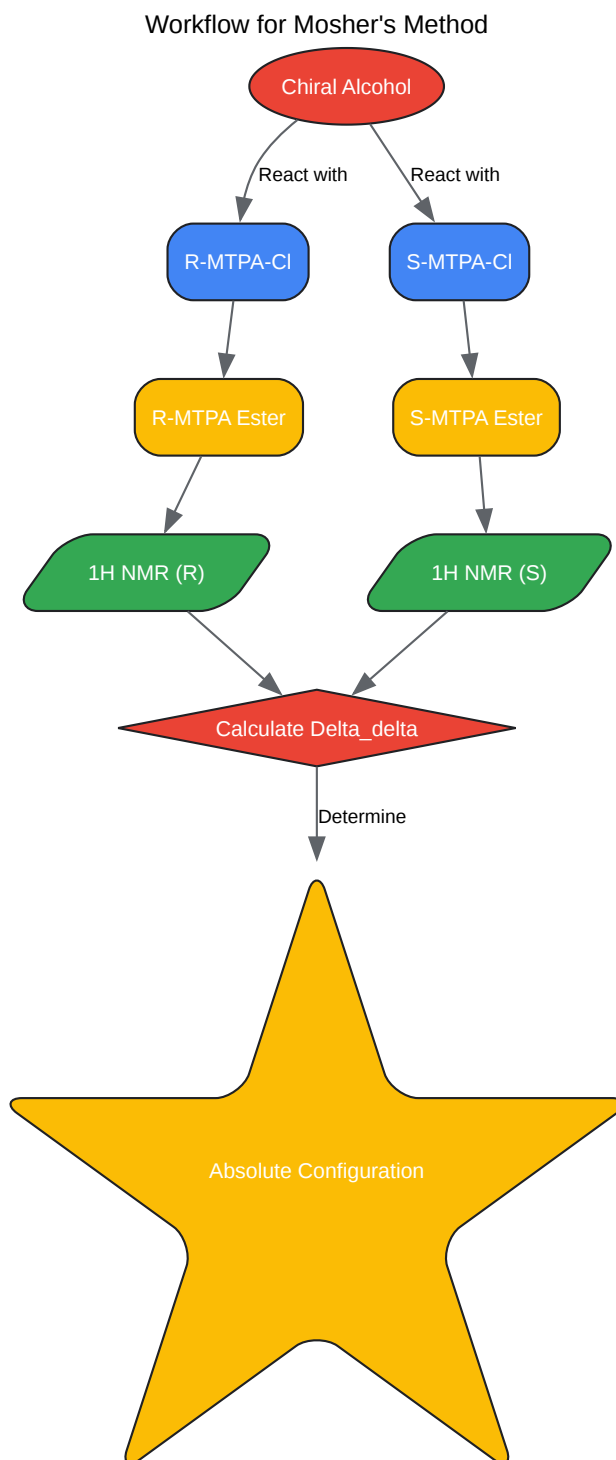 Workflow for Mosher's Method
Chiral Alcohol
React with
React with
R-MTPA-Cl
S-MTPA-Cl
R-MTPA Ester
S-MTPA Ester
1H NMR (R)
1H NMR (S)
Calculate Delta_delta
Determine
Absolute Configuration